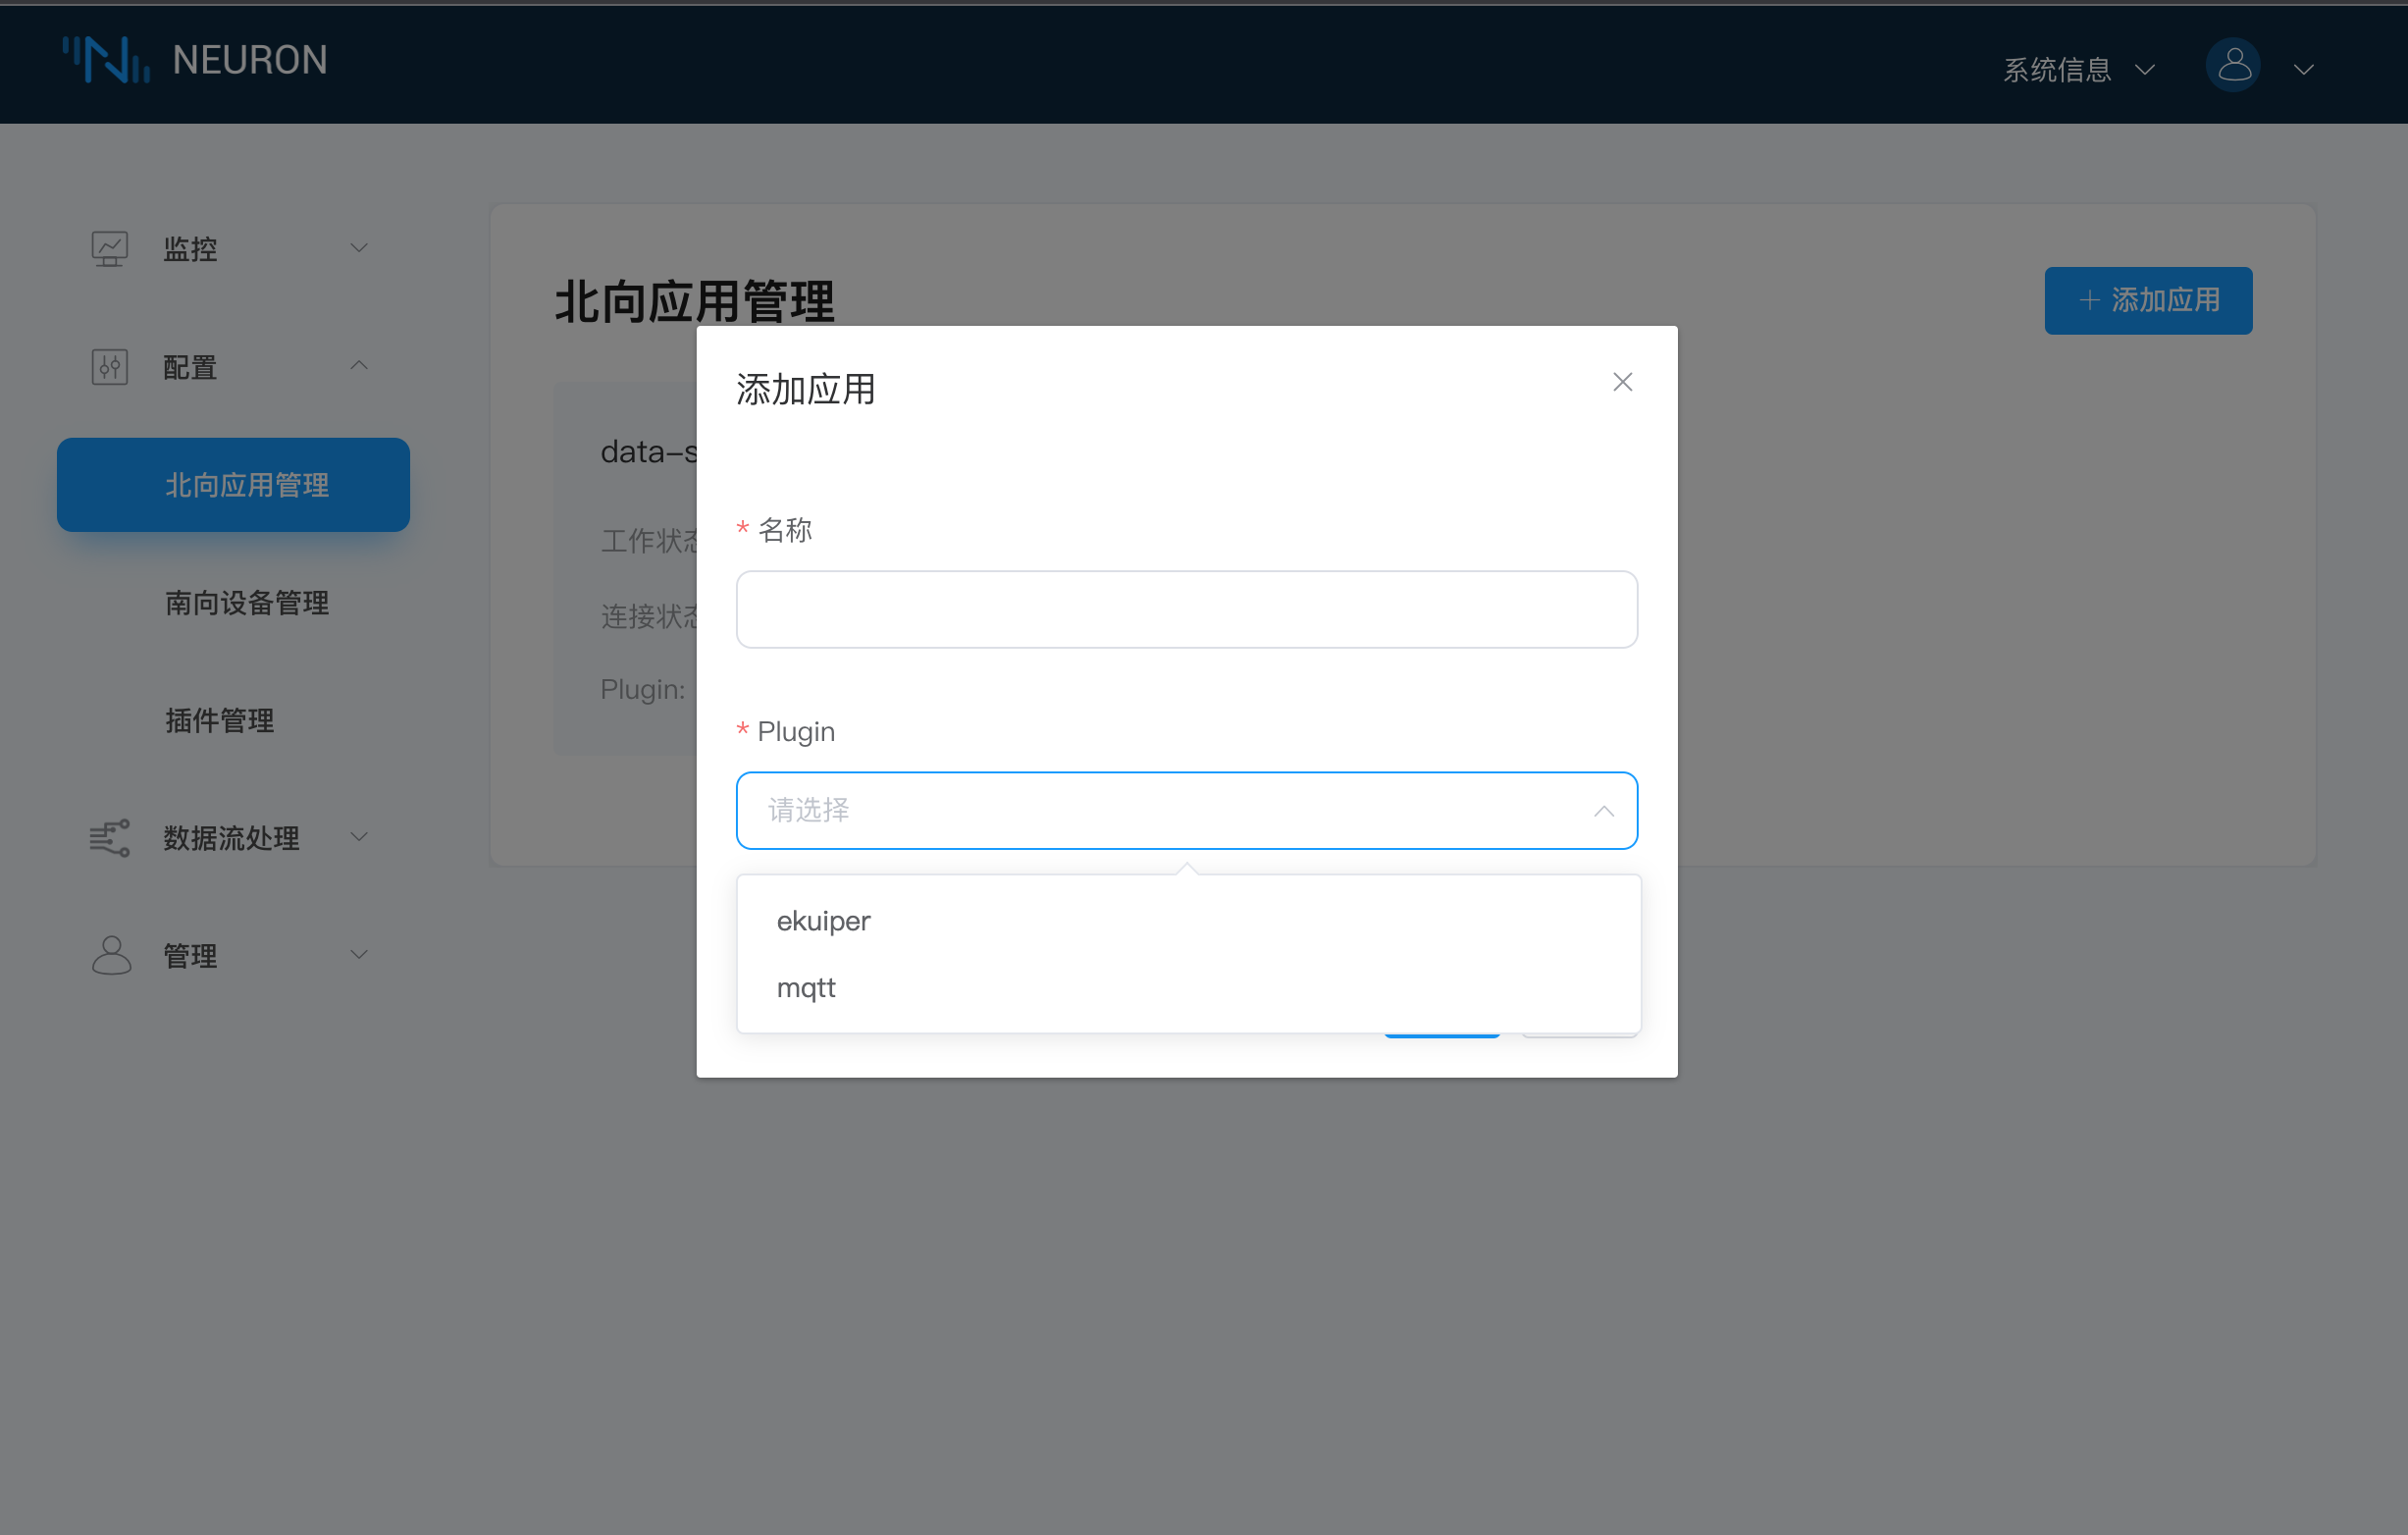 NEURON
系统信息
监控
配置
北向应用管理
南向设备管理
插件管理
数据流处理
管理
北向应用管理
添加应用
data-s
工作状态
连接状态
Plugin:
添加应用
* 名称
* Plugin
请选择
ekuiper
mqtt